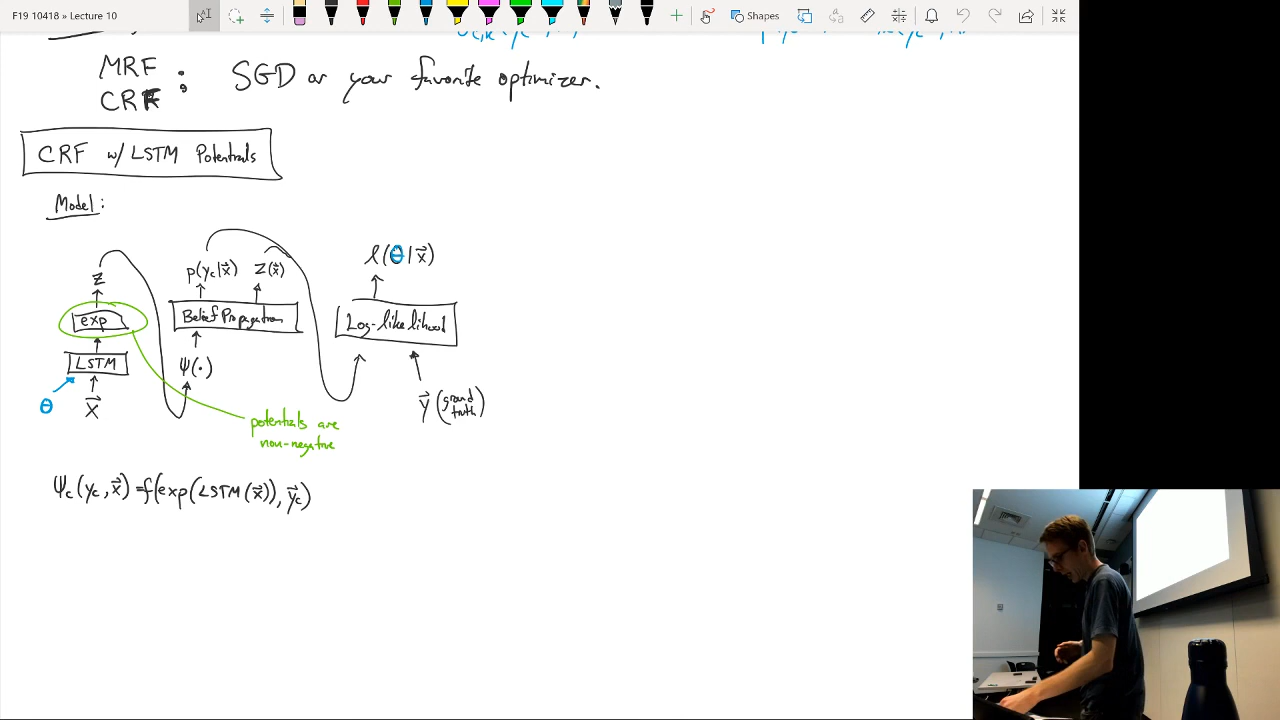 F19 10418 » Lecture 10
Shapes
MRF
CRF
: SGD or your favorite optimizer.
CRF w/ LSTM Potentials
Model:
z
exp
LSTM
θ
x⃗
p(y_c|x⃗) Z(x⃗)
Belief Propagation
ψ(·)
ℓ(θ|x⃗)
Log-likelihood
y⃗ (ground truth)
potentials are
non-negative
ψ_c(y_c, x⃗) = f(exp(LSTM(x⃗)), y⃗_c)